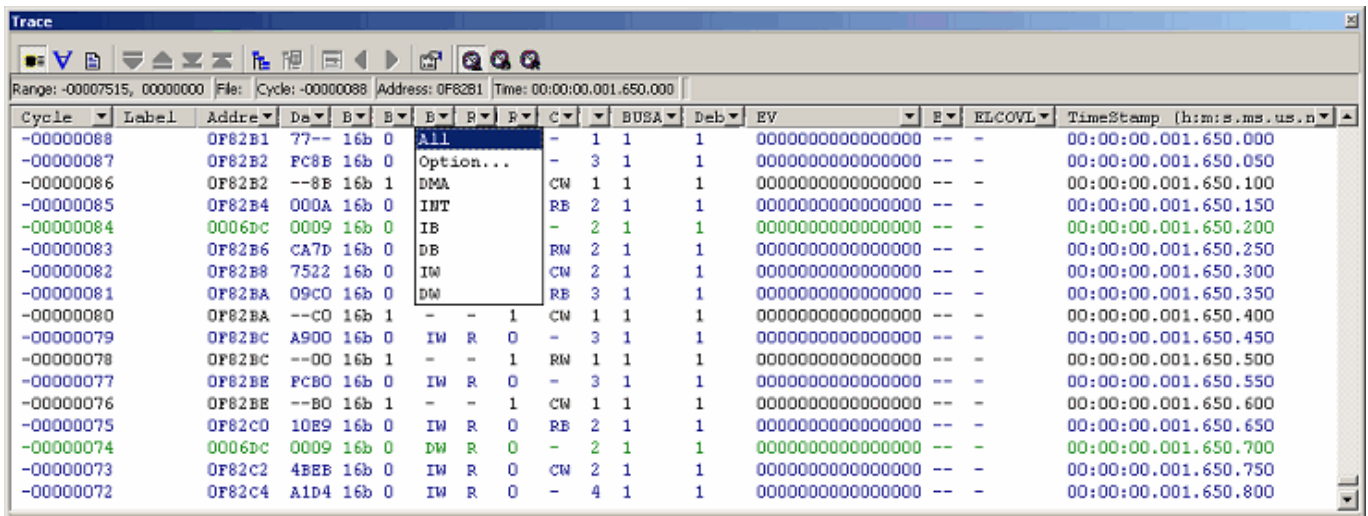 Trace
Range: -00007515, 00000000 File: Cycle: -00000088 Address: 0F82B1 Time: 00:00:00.001.650.000
Cycle Label Addre Da B B B R R C BUSA Deb EV E ELCOVL TimeStamp (h:m:s.ms.us.n
-00000088 0F82B1 77-- 16b 0 All - 1 1 1 0000000000000000 -- - 00:00:00.001.650.000
-00000087 0F82B2 FC8B 16b 0 Option... - 3 1 1 0000000000000000 -- - 00:00:00.001.650.050
-00000086 0F82B2 --8B 16b 1 DMA CW 1 1 1 0000000000000000 -- - 00:00:00.001.650.100
-00000085 0F82B4 000A 16b 0 INT RB 2 1 1 0000000000000000 -- - 00:00:00.001.650.150
-00000084 0006DC 0009 16b 0 IB - 2 1 1 0000000000000000 -- - 00:00:00.001.650.200
-00000083 0F82B6 CA7D 16b 0 DB RW 2 1 1 0000000000000000 -- - 00:00:00.001.650.250
-00000082 0F82B8 7522 16b 0 IW CW 2 1 1 0000000000000000 -- - 00:00:00.001.650.300
-00000081 0F82BA 09C0 16b 0 DW RB 3 1 1 0000000000000000 -- - 00:00:00.001.650.350
-00000080 0F82BA --C0 16b 1 - - 1 CW 1 1 1 0000000000000000 -- - 00:00:00.001.650.400
-00000079 0F82BC A900 16b 0 IW R 0 - 3 1 1 0000000000000000 -- - 00:00:00.001.650.450
-00000078 0F82BC --00 16b 1 - - 1 RW 1 1 1 0000000000000000 -- - 00:00:00.001.650.500
-00000077 0F82BE FCB0 16b 0 IW R 0 - 3 1 1 0000000000000000 -- - 00:00:00.001.650.550
-00000076 0F82BE --B0 16b 1 - - 1 CW 1 1 1 0000000000000000 -- - 00:00:00.001.650.600
-00000075 0F82C0 10E9 16b 0 IW R 0 RB 2 1 1 0000000000000000 -- - 00:00:00.001.650.650
-00000074 0006DC 0009 16b 0 DW R 0 - 2 1 1 0000000000000000 -- - 00:00:00.001.650.700
-00000073 0F82C2 4BEB 16b 0 IW R 0 CW 2 1 1 0000000000000000 -- - 00:00:00.001.650.750
-00000072 0F82C4 A1D4 16b 0 IW R 0 - 4 1 1 0000000000000000 -- - 00:00:00.001.650.800